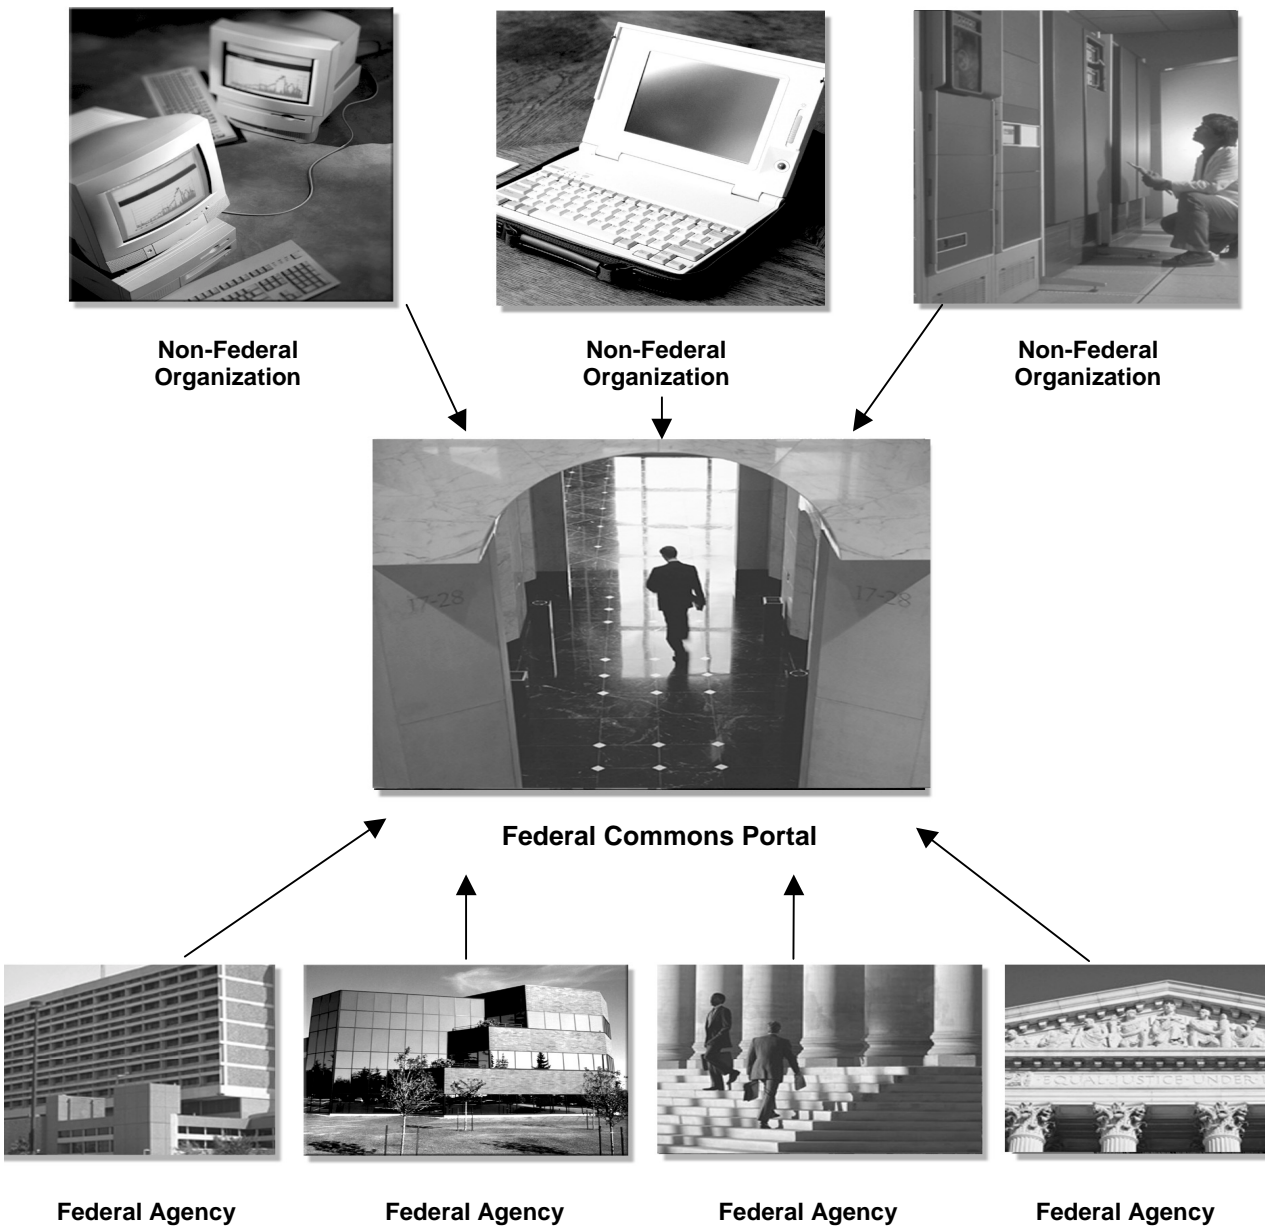 Non-Federal
Organization
Non-Federal
Organization
Non-Federal
Organization
17-28
17-28
Federal Commons Portal
EQUAL JUSTICE UNDER
Federal Agency
Federal Agency
Federal Agency
Federal Agency